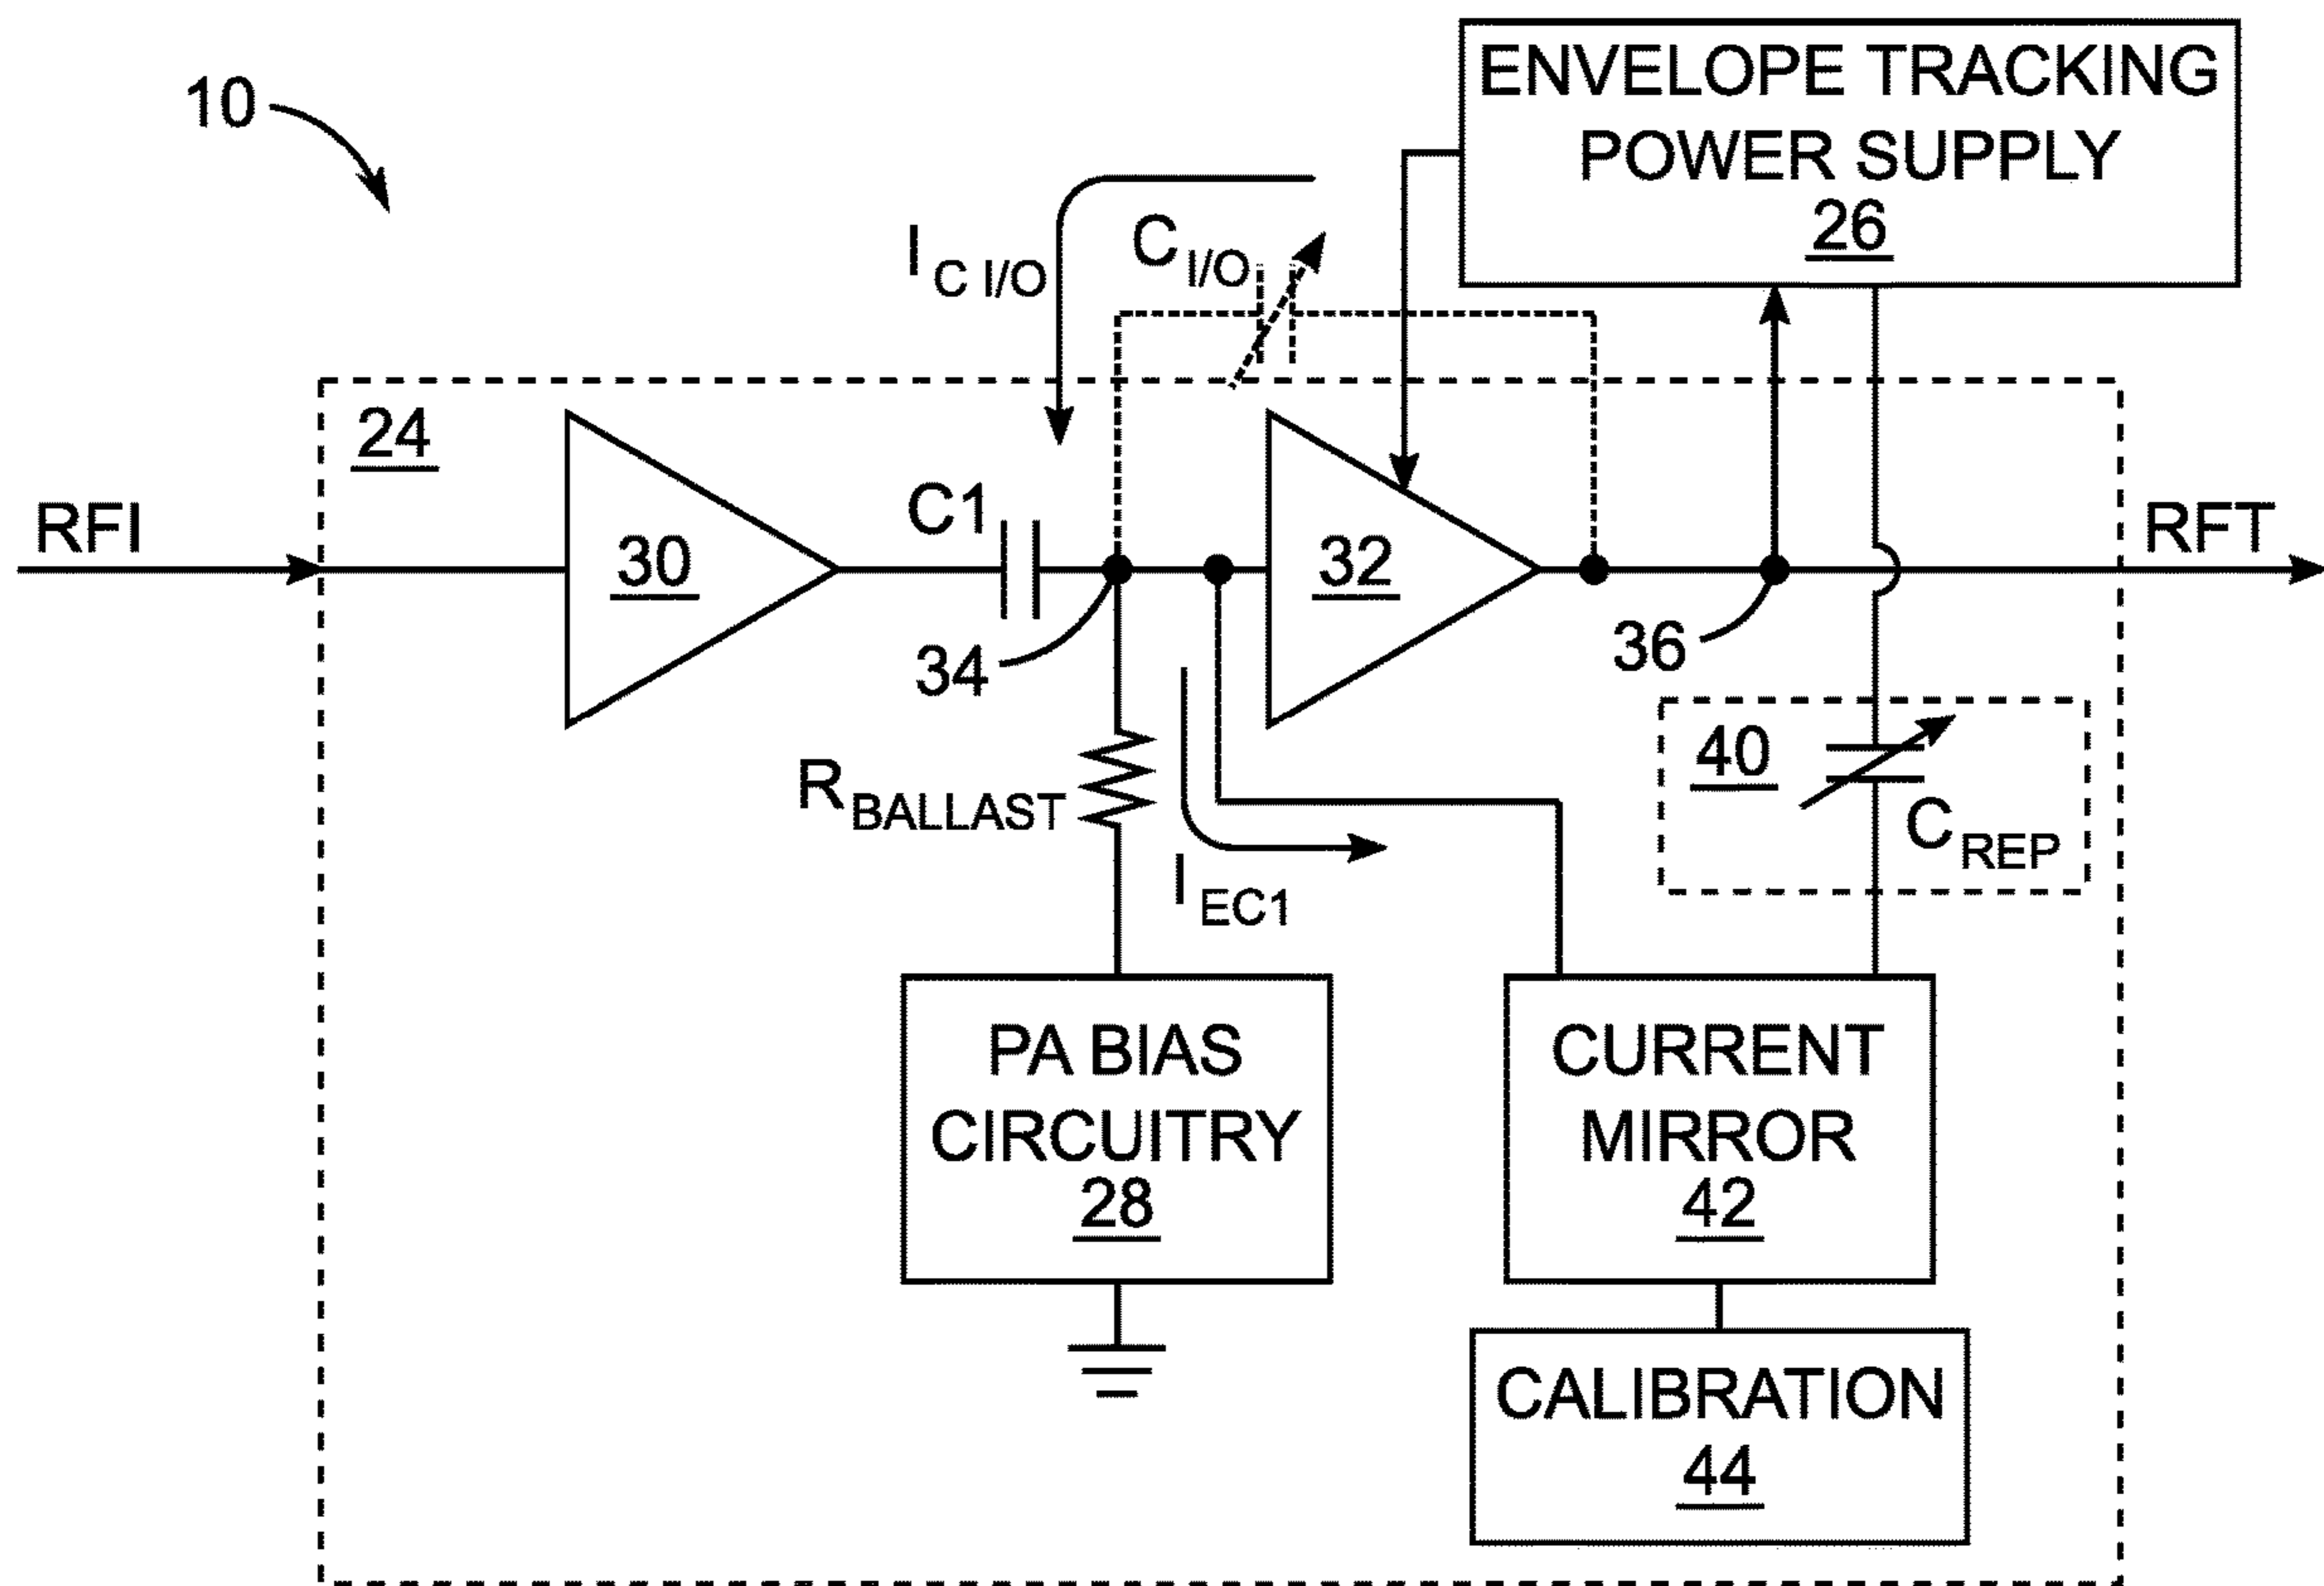 10
ENVELOPE TRACKING
POWER SUPPLY
26
I C I/O
C I/O
24
RFI
30
C1
32
RFT
34
36
R BALLAST
40
C REP
I EC1
PA BIAS
CIRCUITRY
28
CURRENT
MIRROR
42
CALIBRATION
44